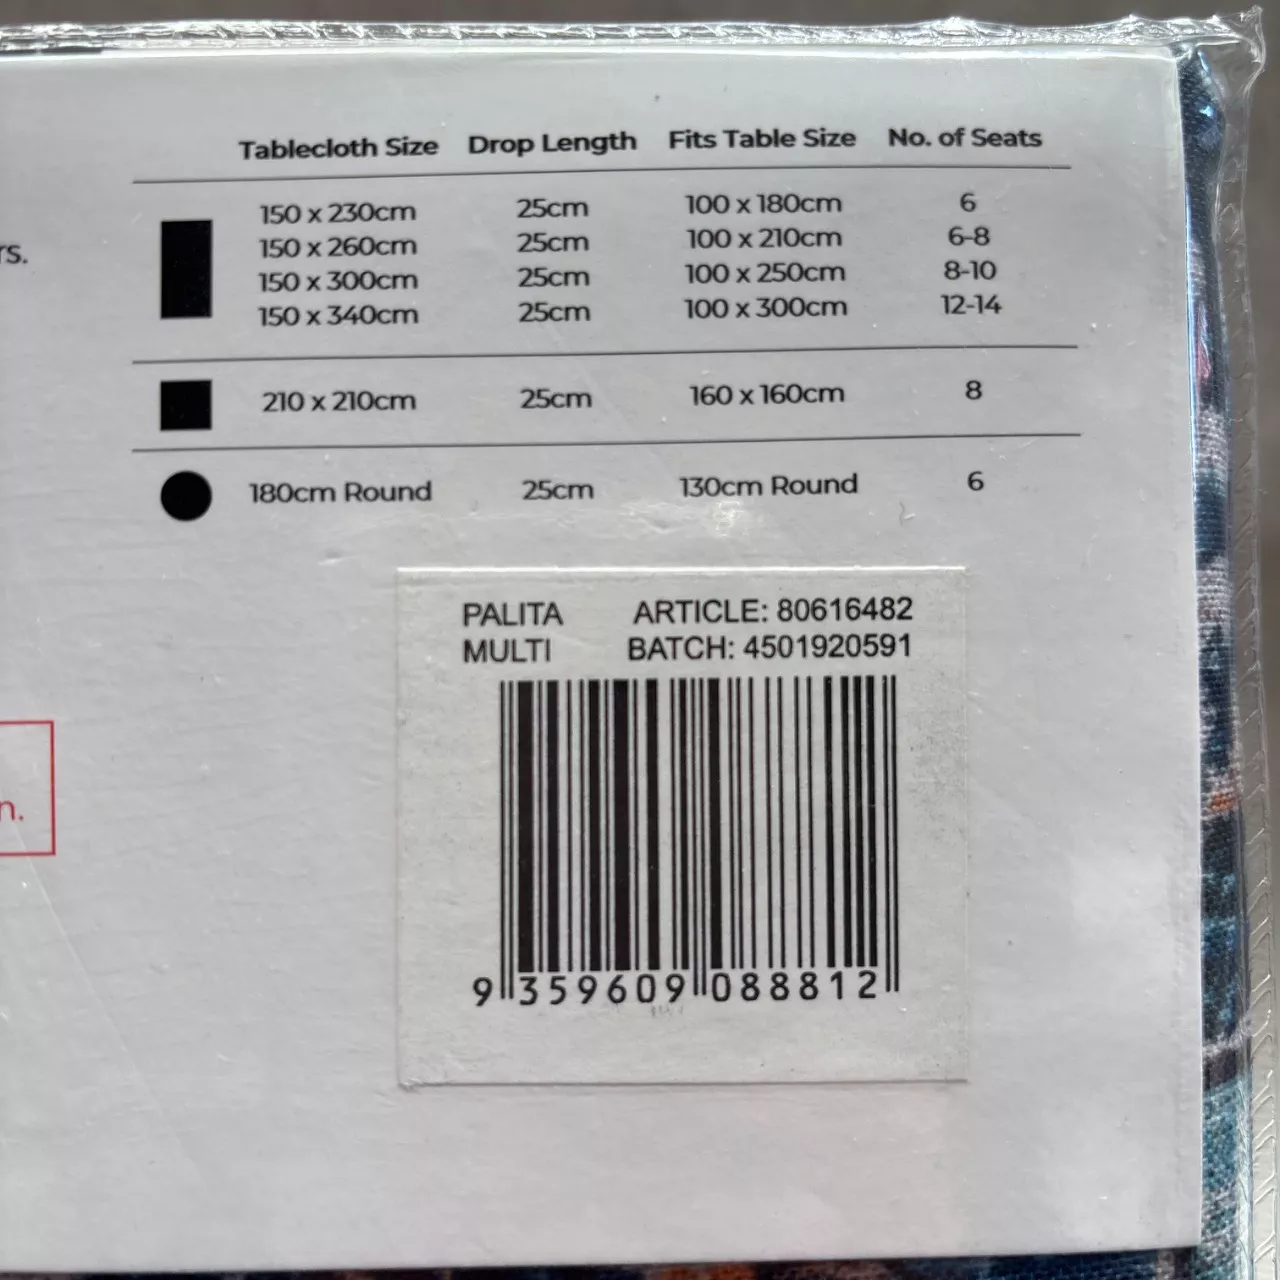 Tablecloth Size Drop Length Fits Table Size No. of Seats
150 x 230cm 25cm 100 x 180cm 6
150 x 260cm 25cm 100 x 210cm 6-8
150 x 300cm 25cm 100 x 250cm 8-10
150 x 340cm 25cm 100 x 300cm 12-14
210 x 210cm 25cm 160 x 160cm 8
180cm Round 25cm 130cm Round 6
rs.
n.
PALITA ARTICLE: 80616482
MULTI BATCH: 4501920591
9 359609 088812